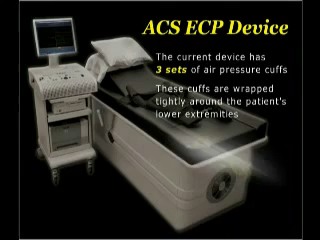 ACS ECP Device
The current device has
3 sets of air pressure cuffs
These cuffs are wrapped
tightly around the patient's
lower extremities